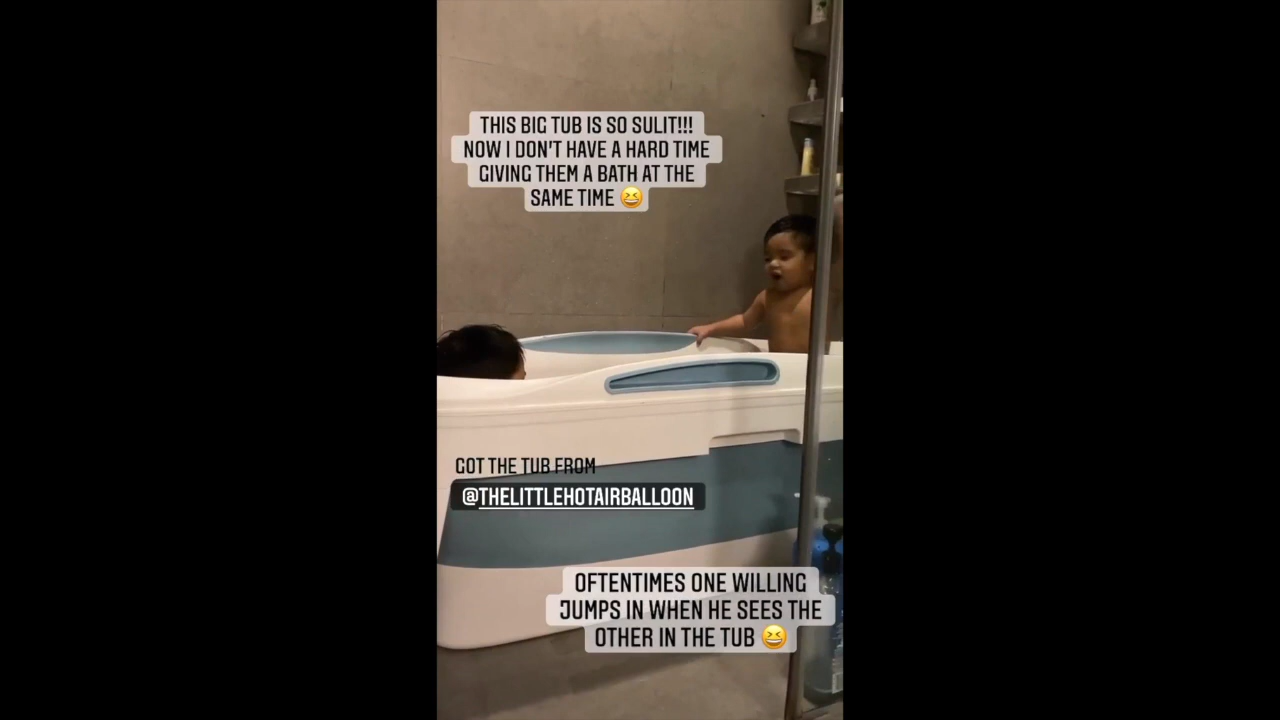 THIS BIG TUB IS SO SULIT!!!
NOW I DON'T HAVE A HARD TIME
GIVING THEM A BATH AT THE
SAME TIME 😆
GOT THE TUB FROM
@THELITTLEHOTAIRBALLOON
OFTENTIMES ONE WILLING
JUMPS IN WHEN HE SEES THE
OTHER IN THE TUB 😆